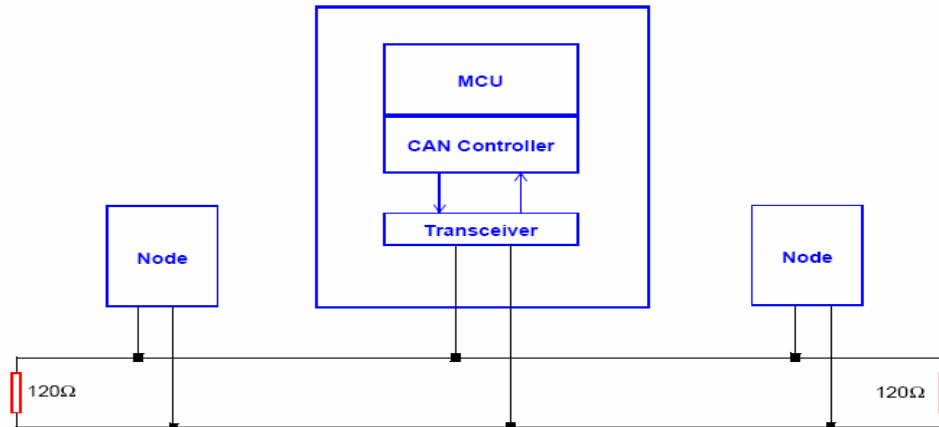 MCU
CAN Controller
Transceiver
Node
Node
120Ω
120Ω